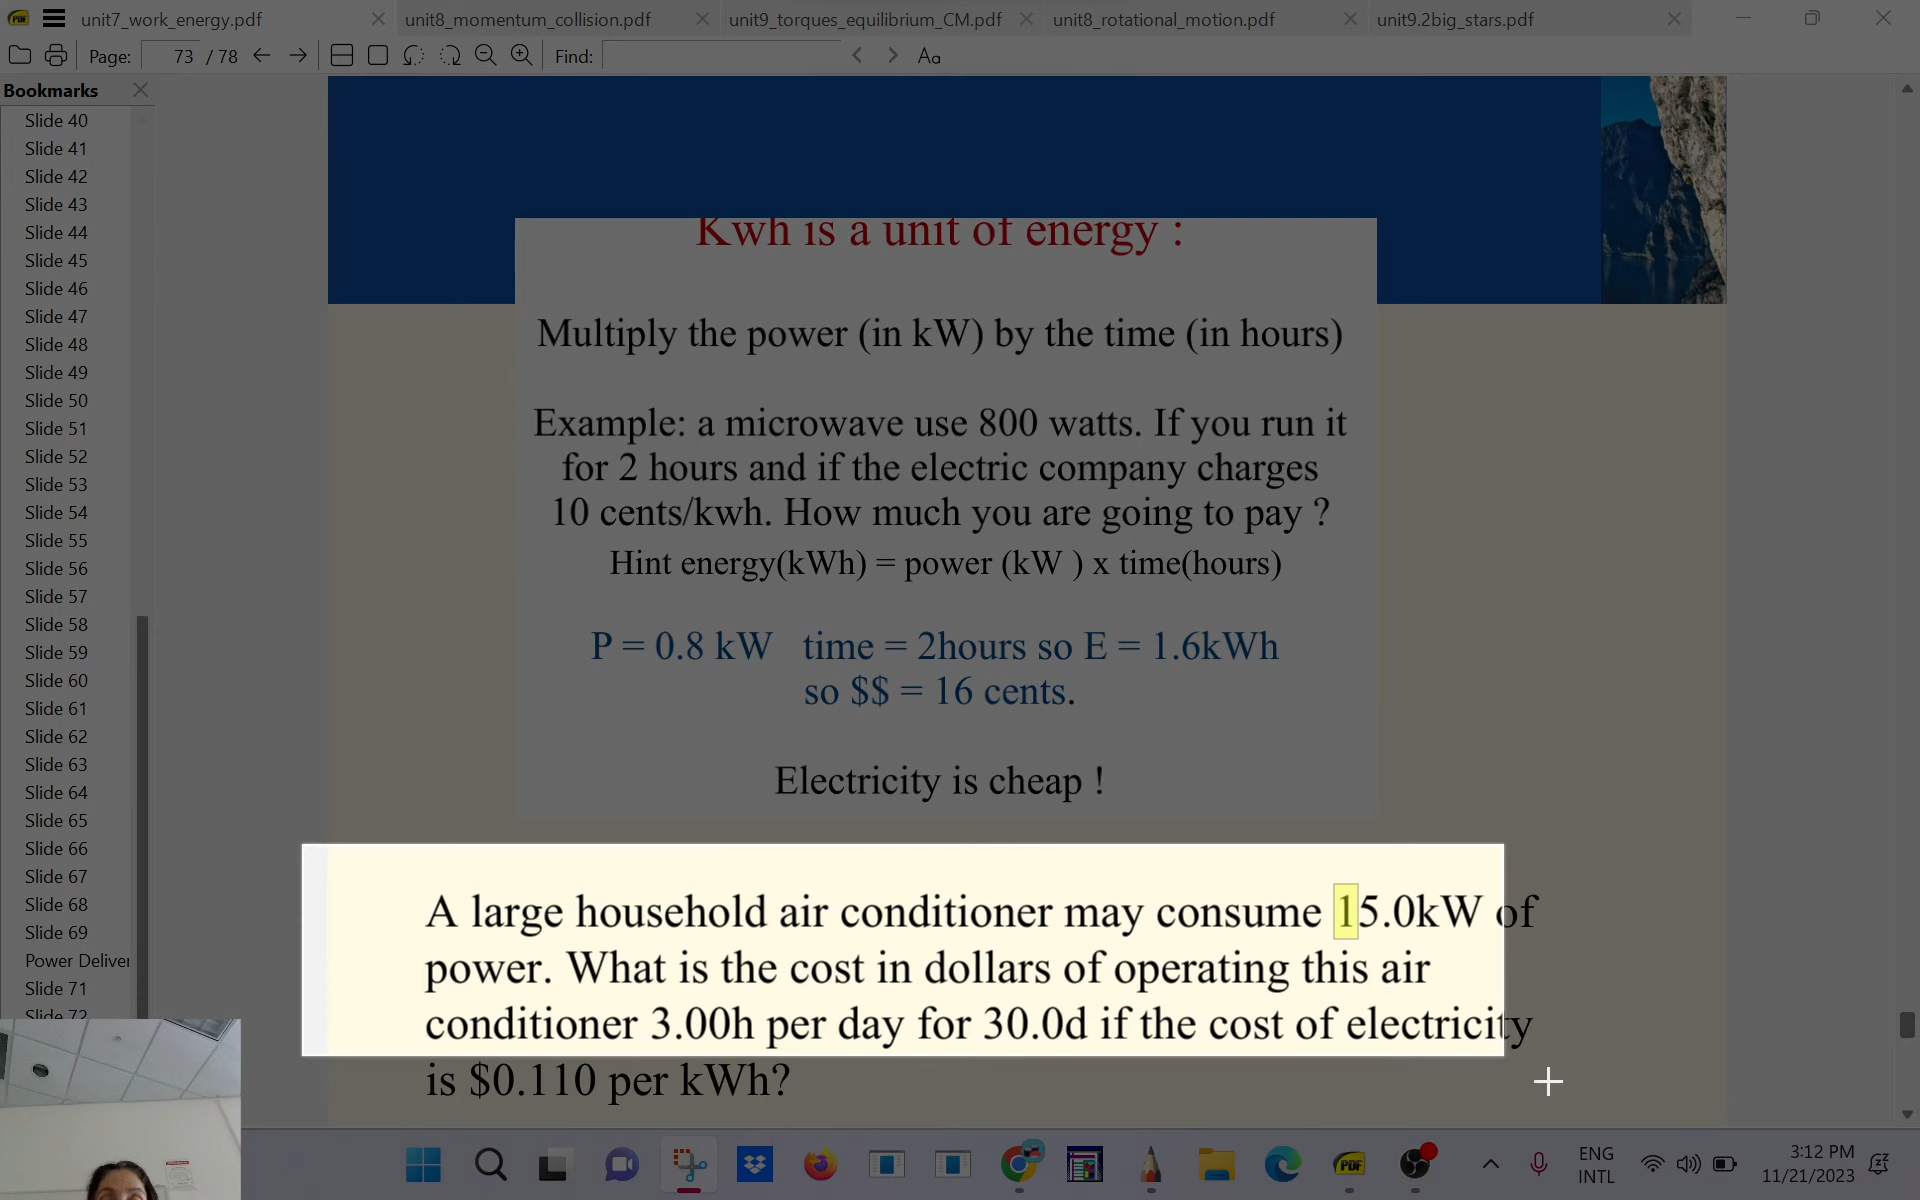 unit7_work_energy.pdf
unit8_momentum_collision.pdf
unit9_torques_equilibrium_CM.pdf
unit8_rotational_motion.pdf
unit9.2big_stars.pdf
Page: 73 / 78
Find:
Aa
Bookmarks
Slide 40
Slide 41
Slide 42
Slide 43
Slide 44
Slide 45
Slide 46
Slide 47
Slide 48
Slide 49
Slide 50
Slide 51
Slide 52
Slide 53
Slide 54
Slide 55
Slide 56
Slide 57
Slide 58
Slide 59
Slide 60
Slide 61
Slide 62
Slide 63
Slide 64
Slide 65
Slide 66
Slide 67
Slide 68
Slide 69
Power Deliver
Slide 71
Slide 72
Kwh is a unit of energy :
Multiply the power (in kW) by the time (in hours)
Example: a microwave use 800 watts. If you run it
for 2 hours and if the electric company charges
10 cents/kwh. How much you are going to pay ?
Hint energy(kWh) = power (kW ) x time(hours)
P = 0.8 kW time = 2hours so E = 1.6kWh
so $$ = 16 cents.
Electricity is cheap !
A large household air conditioner may consume 15.0kW of
power. What is the cost in dollars of operating this air
conditioner 3.00h per day for 30.0d if the cost of electricity
is $0.110 per kWh?
PDF
ENG
INTL
3:12 PM
11/21/2023